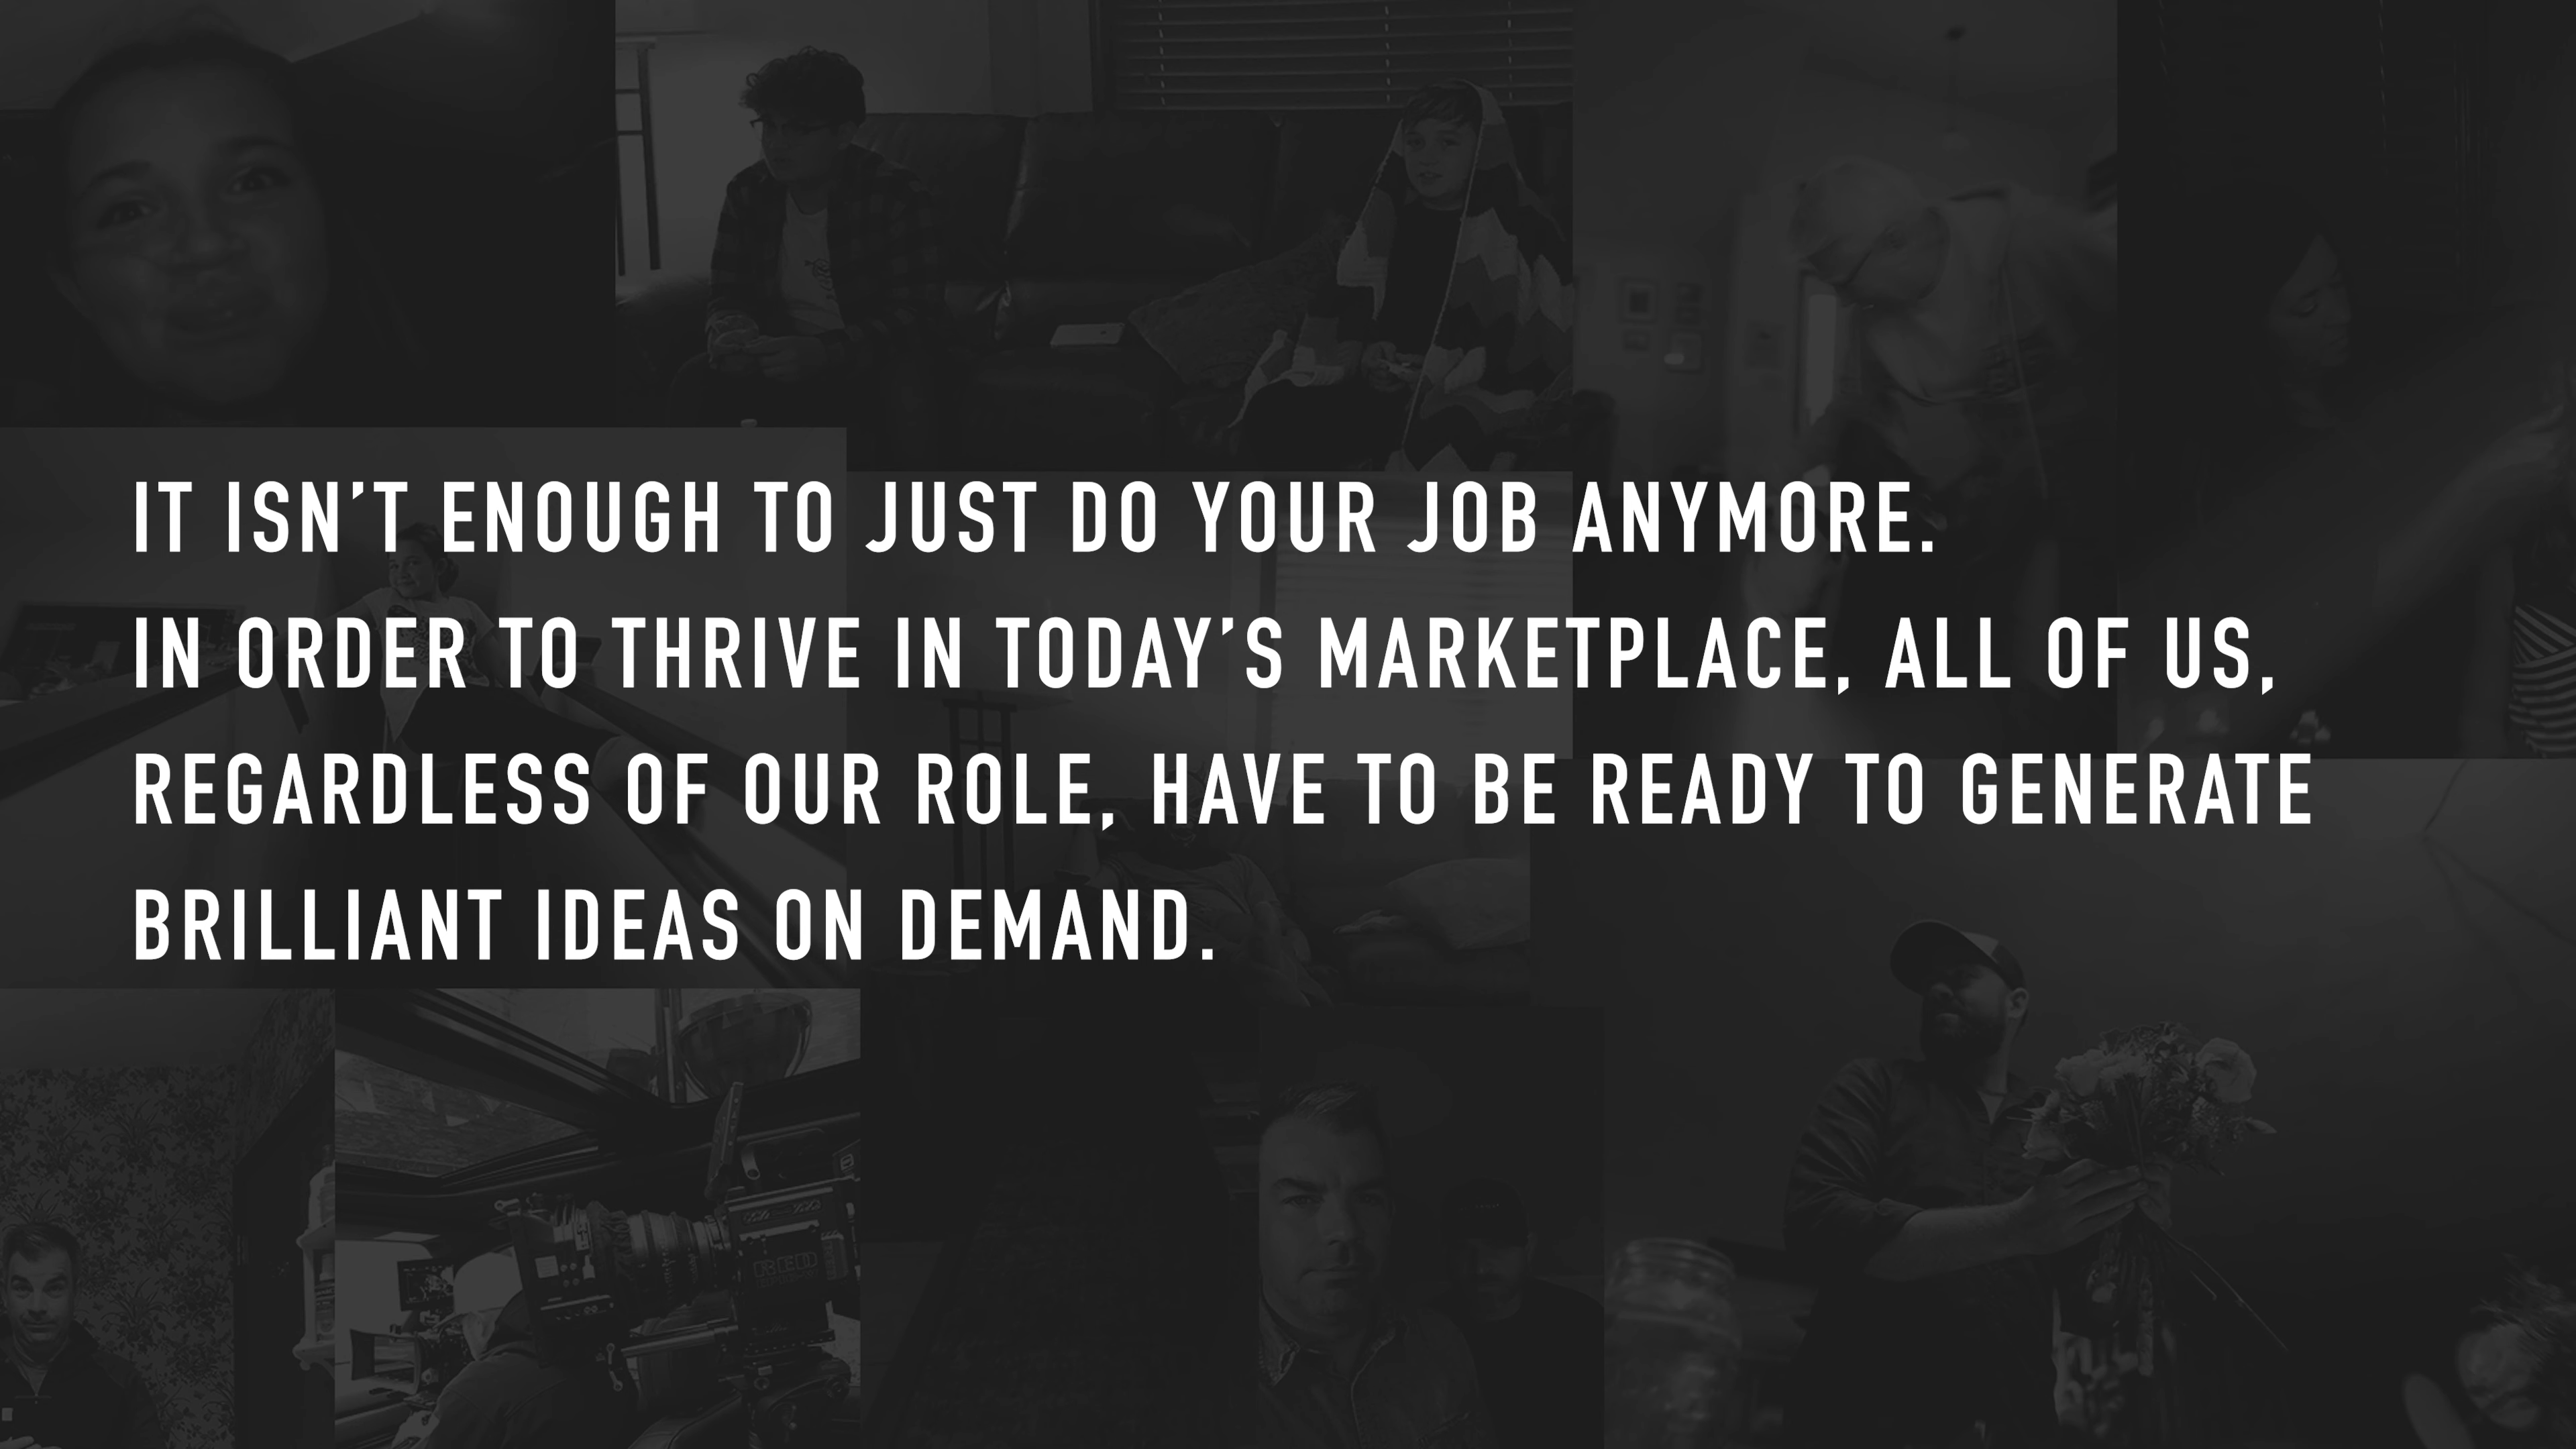 IT ISN’T ENOUGH TO JUST DO YOUR JOB ANYMORE.
IN ORDER TO THRIVE IN TODAY’S MARKETPLACE, ALL OF US,
REGARDLESS OF OUR ROLE, HAVE TO BE READY TO GENERATE
BRILLIANT IDEAS ON DEMAND.
RED